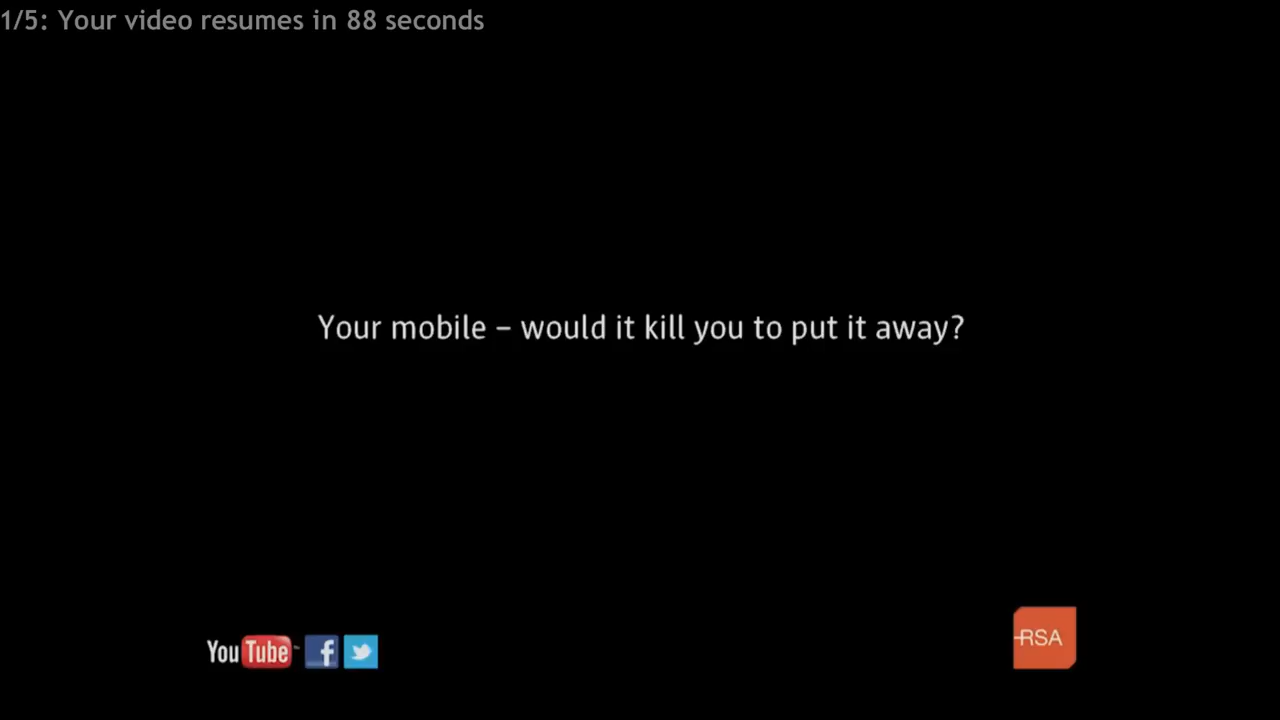 1/5: Your video resumes in 88 seconds
Your mobile – would it kill you to put it away?
YouTube
f
RSA